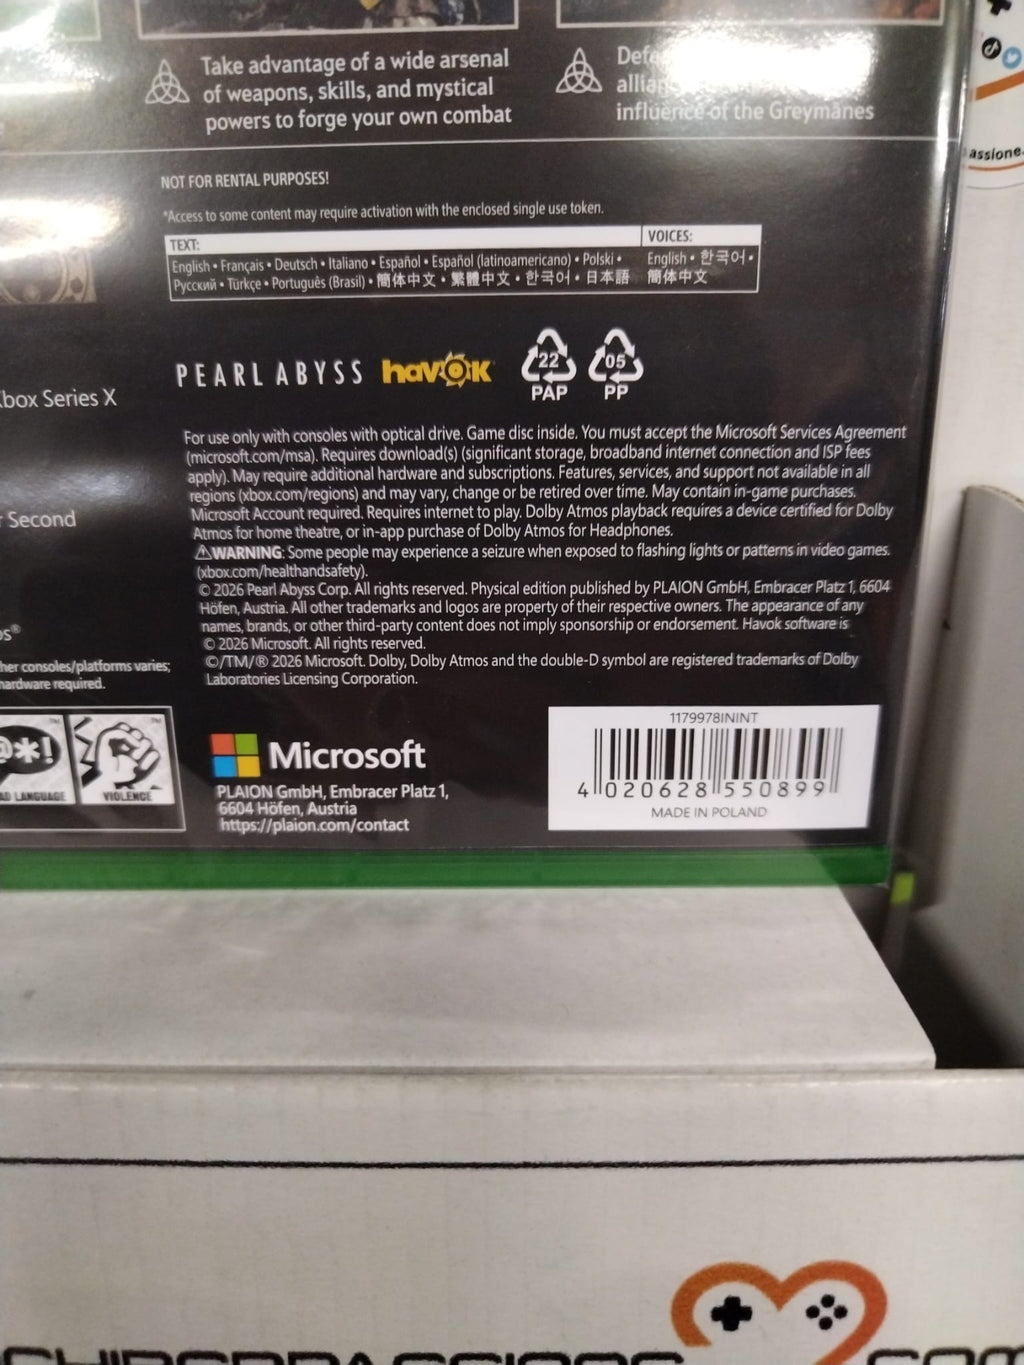 Take advantage of a wide arsenal
of weapons, skills, and mystical
powers to forge your own combat
influence of the Greymanes
assione.
NOT FOR RENTAL PURPOSES!
*Access to some content may require activation with the enclosed single use token.
TEXT:
English • Français • Deutsch • Italiano • Español • Español (latinoamericano) • Polski •
Русский • Türkçe • Português (Brasil) • 簡体中文 • 繁體中文 • 한국어 • 日本語
VOICES:
English • 한국어 •
簡体中文
PEARL ABYSS havok 22 05
PAP PP
Xbox Series X
For use only with consoles with optical drive. Game disc inside. You must accept the Microsoft Services Agreement
(microsoft.com/msa). Requires download(s) (significant storage, broadband internet connection and ISP fees
apply). May require additional hardware and subscriptions. Features, services, and support not available in all
regions (xbox.com/regions) and may vary, change or be retired over time. May contain in-game purchases.
Microsoft Account required. Requires internet to play. Dolby Atmos playback requires a device certified for Dolby
Atmos for home theatre, or in-app purchase of Dolby Atmos for Headphones.
⚠WARNING: Some people may experience a seizure when exposed to flashing lights or patterns in video games.
(xbox.com/healthandsafety).
© 2026 Pearl Abyss Corp. All rights reserved. Physical edition published by PLAION GmbH, Embracer Platz 1, 6604
Höfen, Austria. All other trademarks and logos are property of their respective owners. The appearance of any
names, brands, or other third-party content does not imply sponsorship or endorsement. Havok software is
© 2026 Microsoft. All rights reserved.
©/TM/® 2026 Microsoft. Dolby, Dolby Atmos and the double-D symbol are registered trademarks of Dolby
Laboratories Licensing Corporation.
r Second
os®
her consoles/platforms varies;
hardware required.
@*!
AD LANGUAGE
VIOLENCE
Microsoft
PLAION GmbH, Embracer Platz 1,
6604 Höfen, Austria
https://plaion.com/contact
1179978ININT
4 020628 550899
MADE IN POLAND